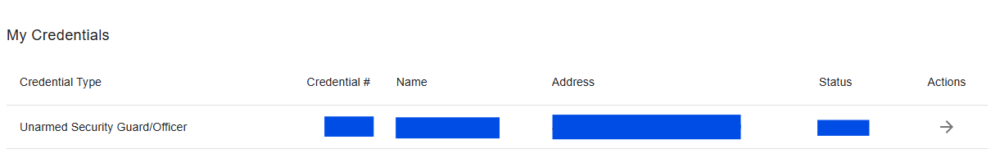 My Credentials
Credential Type Credential # Name Address Status Actions
Unarmed Security Guard/Officer